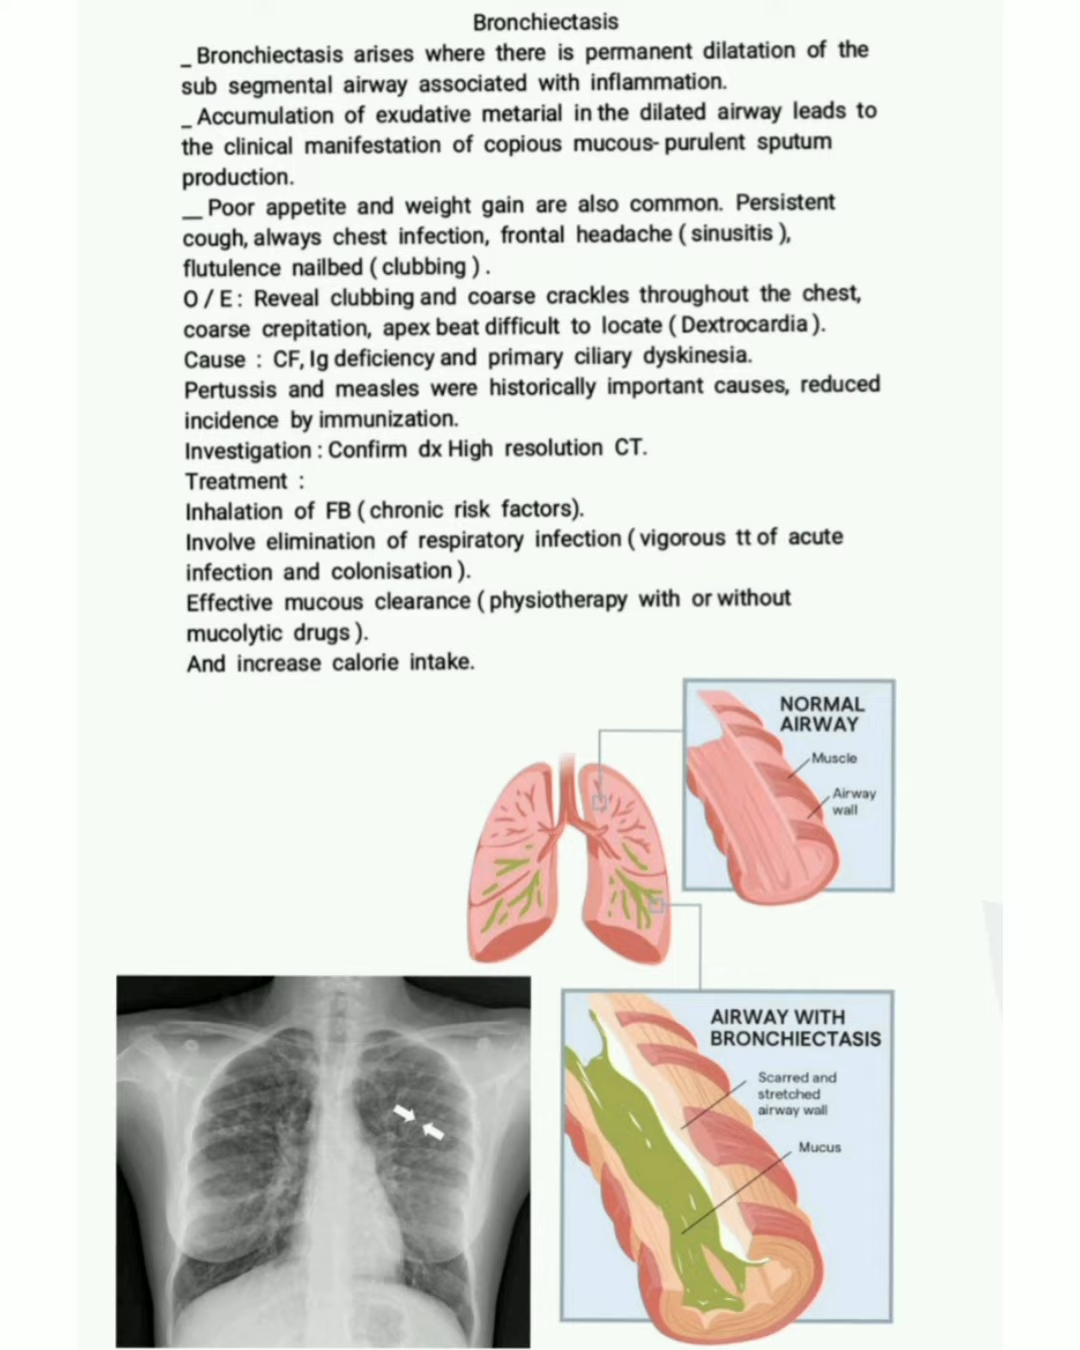 Bronchiectasis
_ Bronchiectasis arises where there is permanent dilatation of the
sub segmental airway associated with inflammation.
_ Accumulation of exudative metarial in the dilated airway leads to
the clinical manifestation of copious mucous- purulent sputum
production.
__ Poor appetite and weight gain are also common. Persistent
cough, always chest infection, frontal headache ( sinusitis ),
flutulence nailbed ( clubbing ) .
O / E : Reveal clubbing and coarse crackles throughout the chest,
coarse crepitation, apex beat difficult to locate ( Dextrocardia ).
Cause : CF, Ig deficiency and primary ciliary dyskinesia.
Pertussis and measles were historically important causes, reduced
incidence by immunization.
Investigation : Confirm dx High resolution CT.
Treatment :
Inhalation of FB ( chronic risk factors).
Involve elimination of respiratory infection ( vigorous tt of acute
infection and colonisation ).
Effective mucous clearance ( physiotherapy with or without
mucolytic drugs ).
And increase calorie intake.
NORMAL
AIRWAY
Muscle
Airway
wall
AIRWAY WITH
BRONCHIECTASIS
Scarred and
stretched
airway wall
Mucus